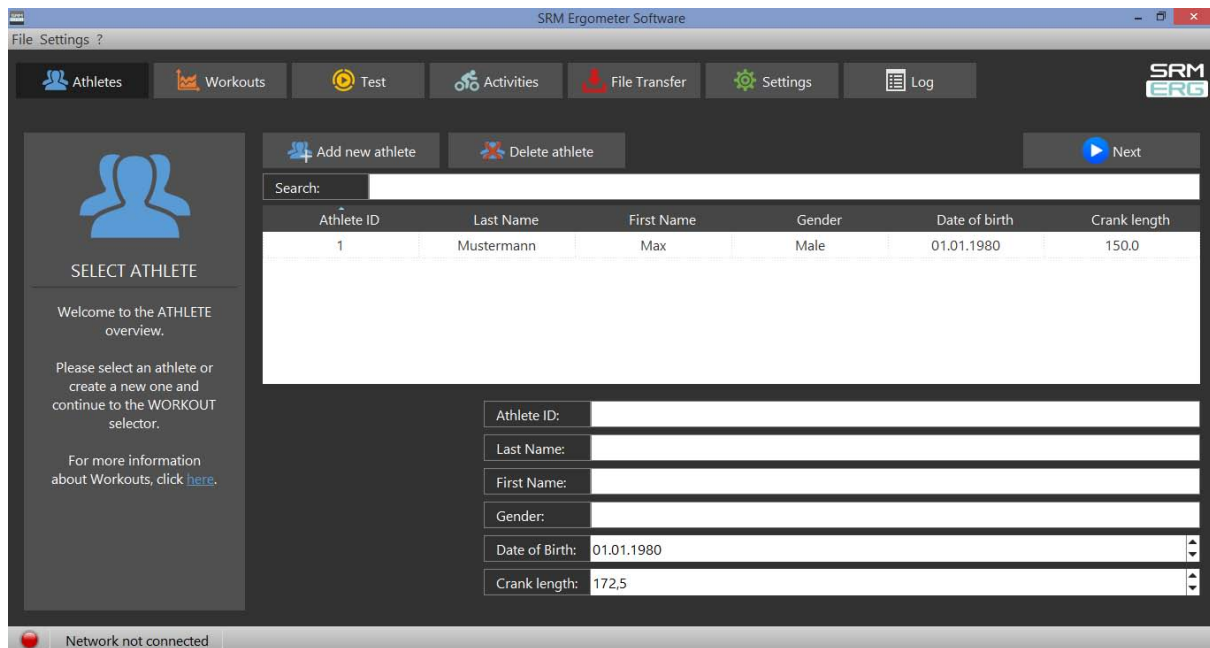 SRM Ergometer Software
File Settings ?
Athletes Workouts Test Activities File Transfer Settings Log
SRM
ERG
Add new athlete Delete athlete Next
Search:
Athlete ID Last Name First Name Gender Date of birth Crank length
1 Mustermann Max Male 01.01.1980 150.0
SELECT ATHLETE
Welcome to the ATHLETE
overview.
Please select an athlete or
create a new one and
continue to the WORKOUT
selector.
For more information
about Workouts, click here.
Athlete ID:
Last Name:
First Name:
Gender:
Date of Birth: 01.01.1980
Crank length: 172,5
Network not connected